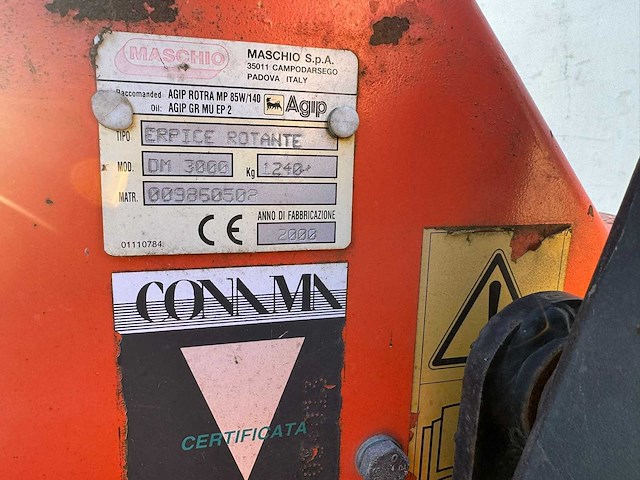 MASCHIO
MASCHIO S.p.A.
35011 CAMPODARSEGO
PADOVA ITALY
Raccomanded AGIP ROTRA MP 85W/140
Oil: AGIP GR MU EP 2
Agip
TIPO ERPICE ROTANTE
MOD. DM 3000 Kg 1240
MATR. 009860502
CE ANNO DI FABBRICAZIONE
2000
01110784
CONAMA
CERTIFICATA